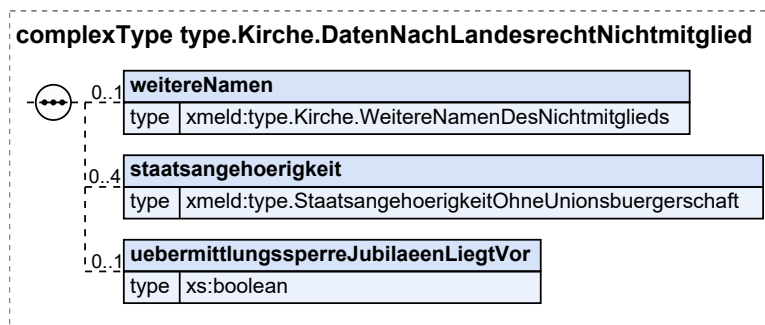 complexType type.Kirche.DatenNachLandesrechtNichtmitglied
0..1 weitereNamen
type xmeld:type.Kirche.WeitereNamenDesNichtmitglieds
0..4 staatsangehoerigkeit
type xmeld:type.StaatsangehoerigkeitOhneUnionsbuergerschaft
0..1 uebermittlungssperreJubilaeenLiegtVor
type xs:boolean